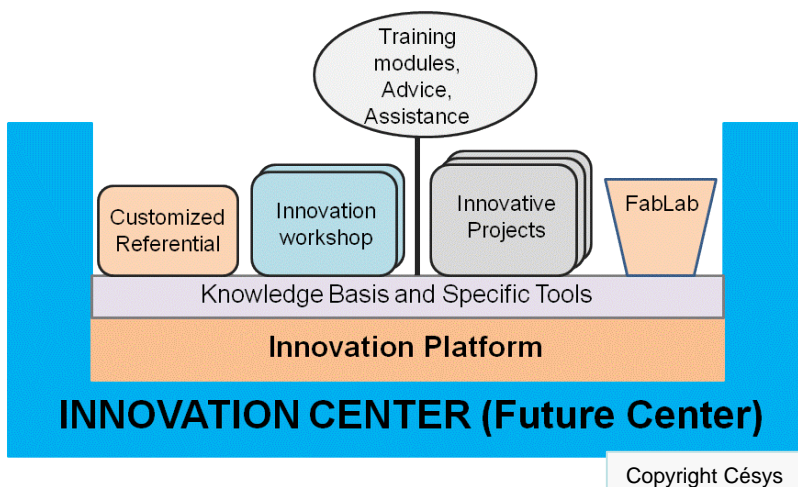 Training
modules,
Advice,
Assistance
Customized
Referential
Innovation
workshop
Innovative
Projects
FabLab
Knowledge Basis and Specific Tools
Innovation Platform
INNOVATION CENTER (Future Center)
Copyright Césys